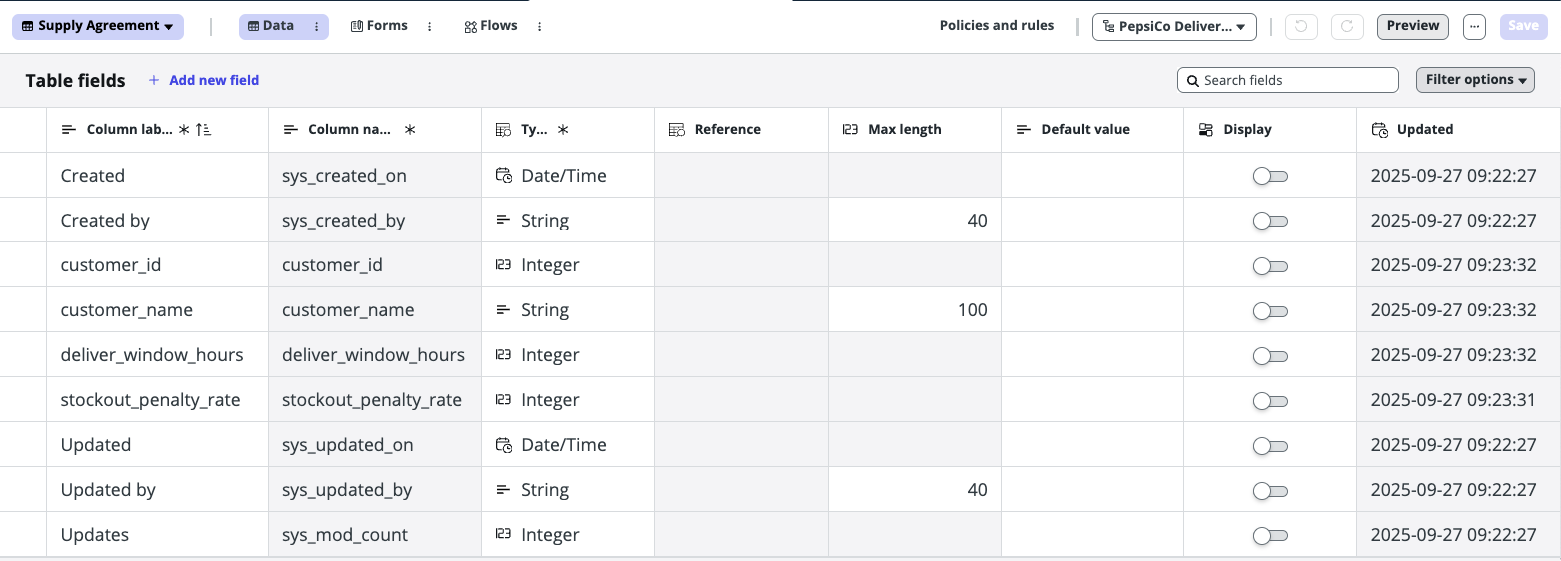 Supply Agreement Data Forms Flows Policies and rules PepsiCo Deliver... Preview ... Save
Table fields + Add new field Search fields Filter options
Column lab... * Column na... * Ty... * Reference Max length Default value Display Updated
Created sys_created_on Date/Time 2025-09-27 09:22:27
Created by sys_created_by String 40 2025-09-27 09:22:27
customer_id customer_id Integer 2025-09-27 09:23:32
customer_name customer_name String 100 2025-09-27 09:23:32
deliver_window_hours deliver_window_hours Integer 2025-09-27 09:23:32
stockout_penalty_rate stockout_penalty_rate Integer 2025-09-27 09:23:31
Updated sys_updated_on Date/Time 2025-09-27 09:22:27
Updated by sys_updated_by String 40 2025-09-27 09:22:27
Updates sys_mod_count Integer 2025-09-27 09:22:27